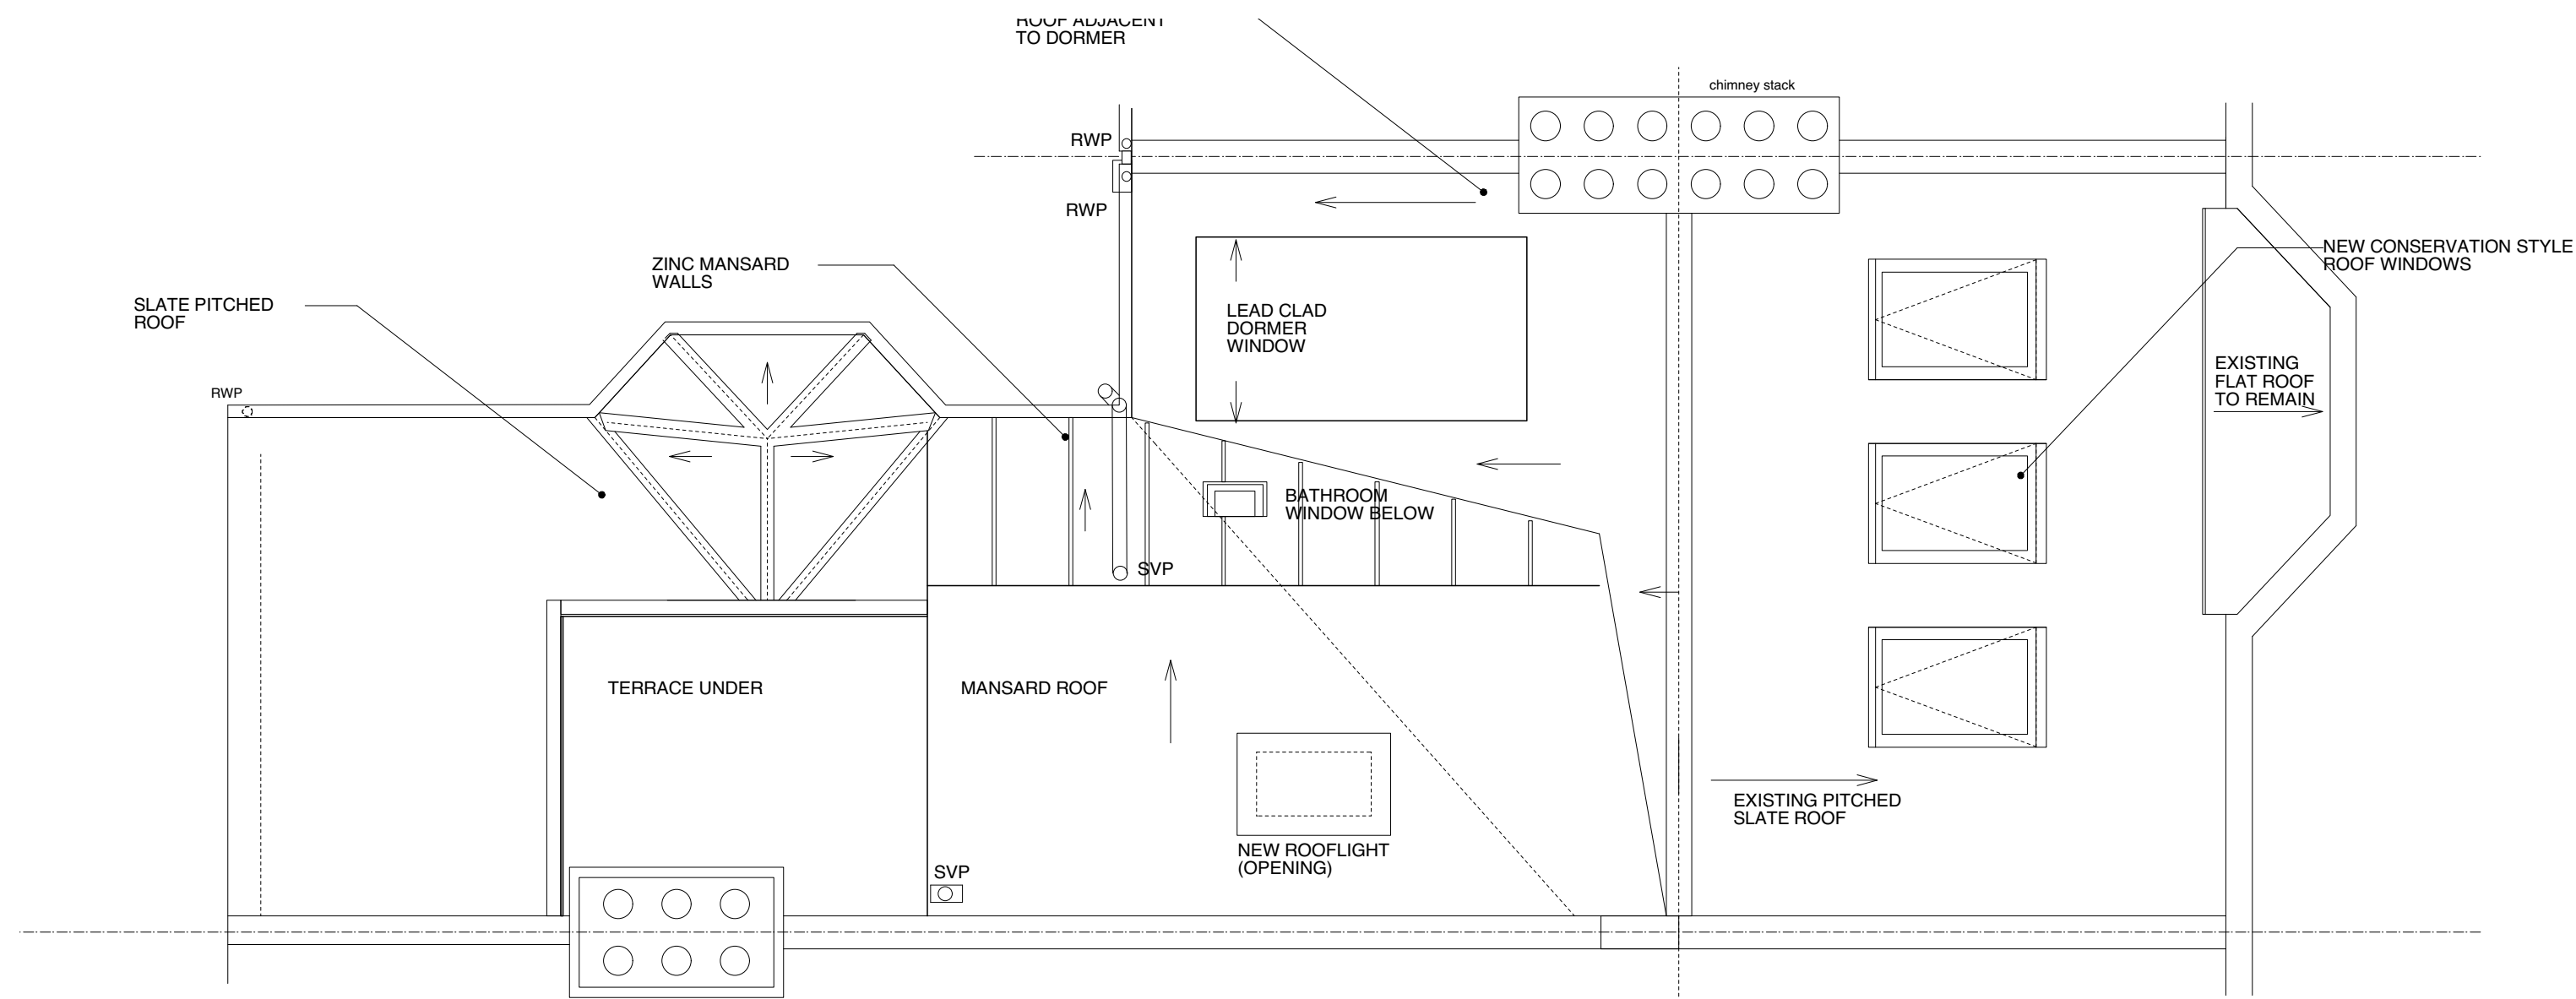 ROOF ADJACENT
TO DORMER
chimney stack
RWP
RWP
ZINC MANSARD
WALLS
NEW CONSERVATION STYLE
ROOF WINDOWS
SLATE PITCHED
ROOF
LEAD CLAD
DORMER
WINDOW
EXISTING
FLAT ROOF
TO REMAIN
RWP
BATHROOM
WINDOW BELOW
SVP
TERRACE UNDER
MANSARD ROOF
EXISTING PITCHED
SLATE ROOF
NEW ROOFLIGHT
(OPENING)
SVP